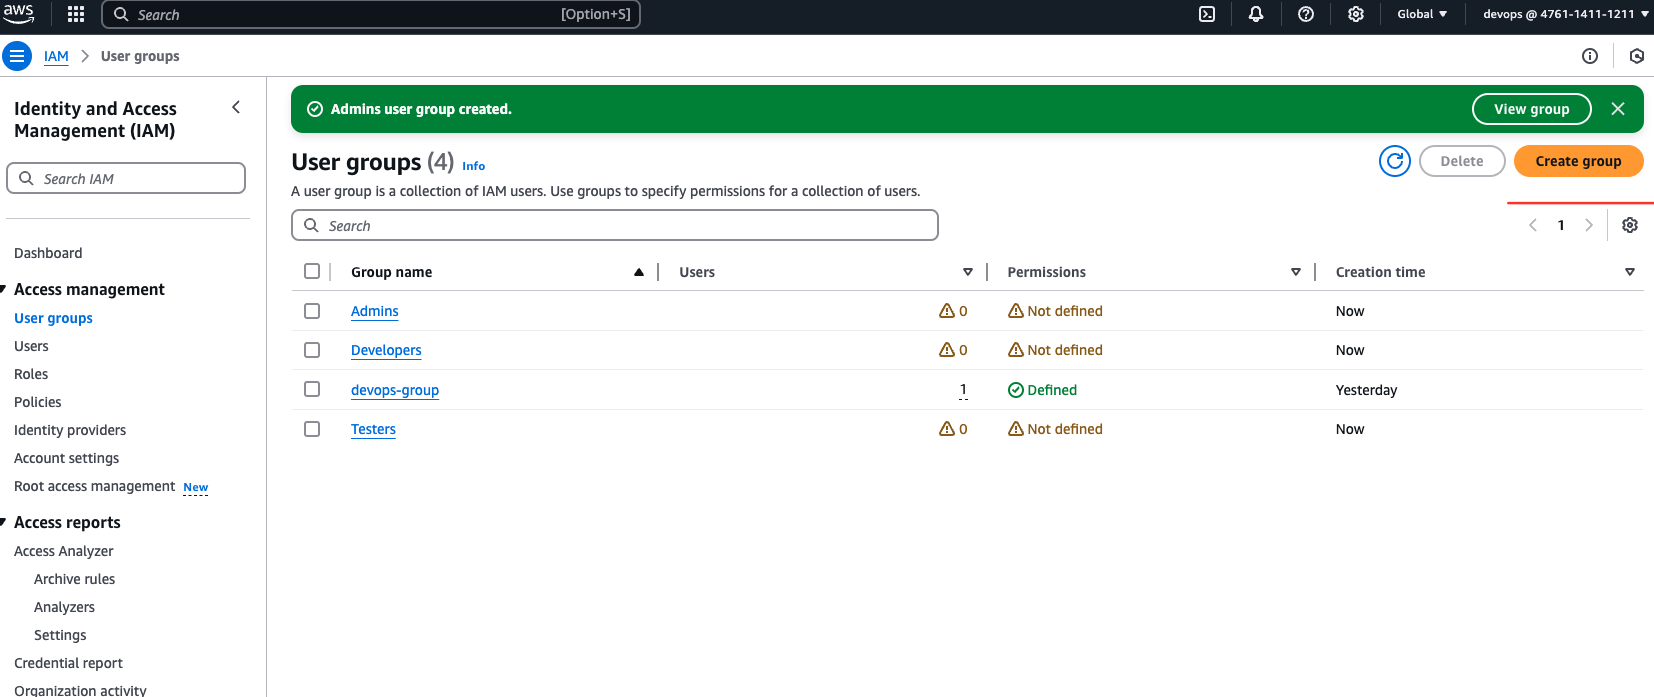 aws
Search [Option+S] Global devops @ 4761-1411-1211
IAM User groups
Identity and Access
Management (IAM)
Search IAM
Dashboard
Access management
User groups
Users
Roles
Policies
Identity providers
Account settings
Root access management New
Access reports
Access Analyzer
Archive rules
Analyzers
Settings
Credential report
Organization activity
Admins user group created. View group
User groups (4) Info Delete Create group
A user group is a collection of IAM users. Use groups to specify permissions for a collection of users.
Search 1
Group name Users Permissions Creation time
Admins 0 Not defined Now
Developers 0 Not defined Now
devops-group 1 Defined Yesterday
Testers 0 Not defined Now